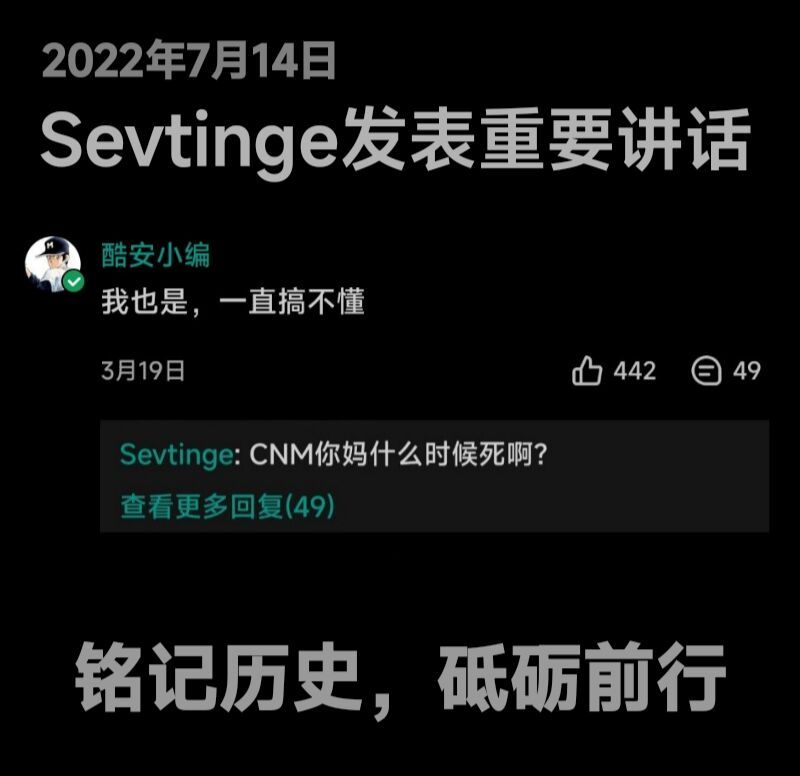 2022年7月14日
Sevtinge发表重要讲话
M
酷安小编
我也是，一直搞不懂
3月19日 442 49
Sevtinge: CNM你妈什么时候死啊?
查看更多回复(49)
铭记历史，砥砺前行